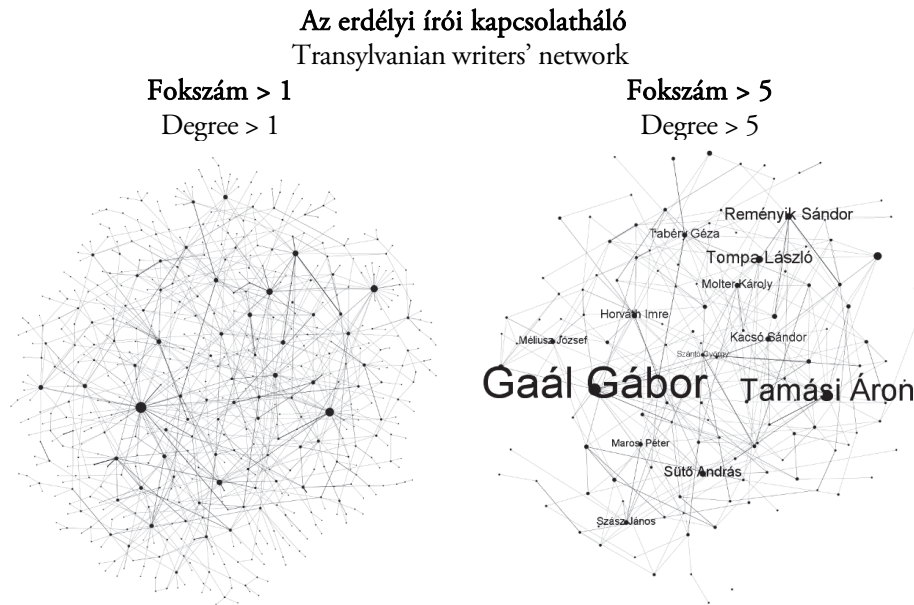 Az erdélyi írói kapcsolatháló
Transylvanian writers’ network
Fokszám > 1
Degree > 1
Fokszám > 5
Degree > 5
Reményik Sándor
Tabéry Géza
Tompa László
Molter Károly
Horváth Imre
Kacsó Sándor
Méliusz József
Szántó György
Gaál Gábor
Tamási Áron
Marosi Péter
Sütő András
Szász János